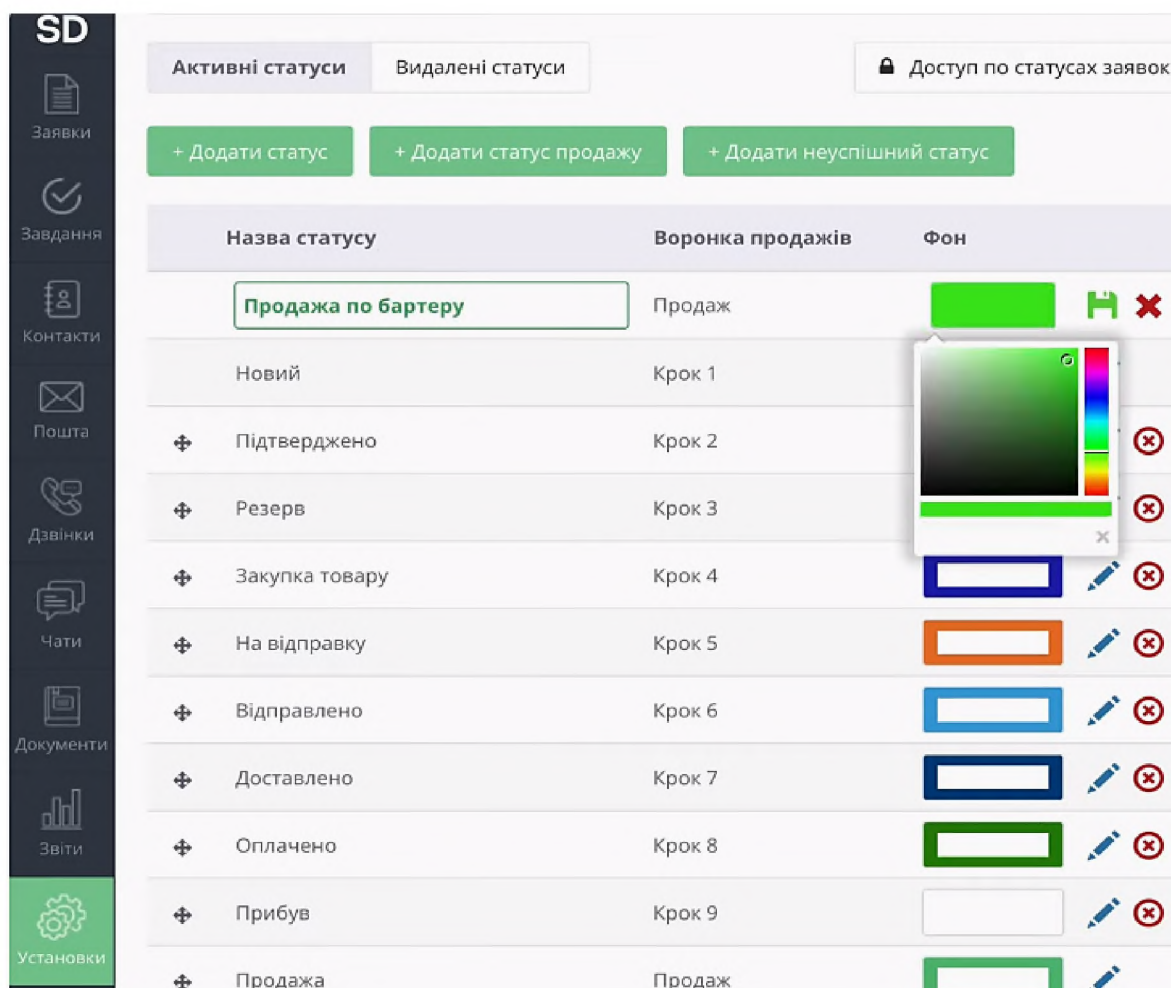 SD
Заявки
Завдання
Контакти
Пошта
Дзвінки
Чати
Документи
Звіти
Установки
Активні статуси Видалені статуси Доступ по статусах заявок
+ Додати статус + Додати статус продажу + Додати неуспішний статус
Назва статусу Воронка продажів Фон
Продажа по бартеру Продаж
Новий Крок 1
Підтверджено Крок 2
Резерв Крок 3
Закупка товару Крок 4
На відправку Крок 5
Відправлено Крок 6
Доставлено Крок 7
Оплачено Крок 8
Прибув Крок 9
Продажа Продаж